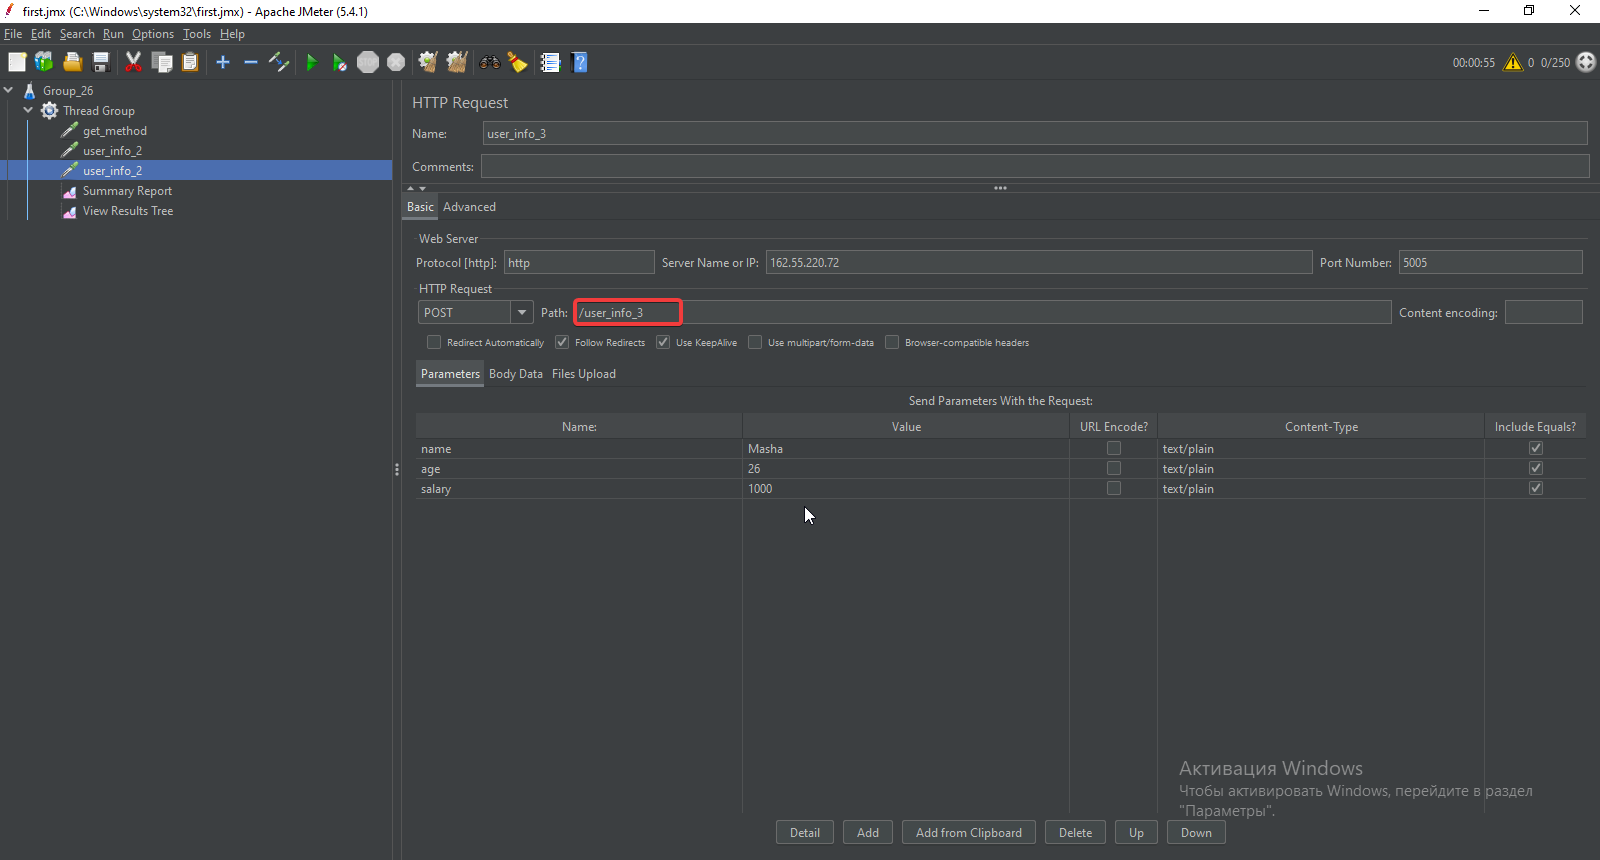 first.jmx (C:\Windows\system32\first.jmx) - Apache JMeter (5.4.1)
File Edit Search Run Options Tools Help
STOP
00:00:55 0 0/250
Group_26
Thread Group
get_method
user_info_2
user_info_2
Summary Report
View Results Tree
HTTP Request
Name: user_info_3
Comments:
Basic Advanced
Web Server
Protocol [http]: http Server Name or IP: 162.55.220.72 Port Number: 5005
HTTP Request
POST Path: /user_info_3 Content encoding:
Redirect Automatically Follow Redirects Use KeepAlive Use multipart/form-data Browser-compatible headers
Parameters Body Data Files Upload
Send Parameters With the Request:
Name: Value URL Encode? Content-Type Include Equals?
name Masha text/plain
age 26 text/plain
salary 1000 text/plain
Активация Windows
Чтобы активировать Windows, перейдите в раздел
"Параметры".
Detail Add Add from Clipboard Delete Up Down